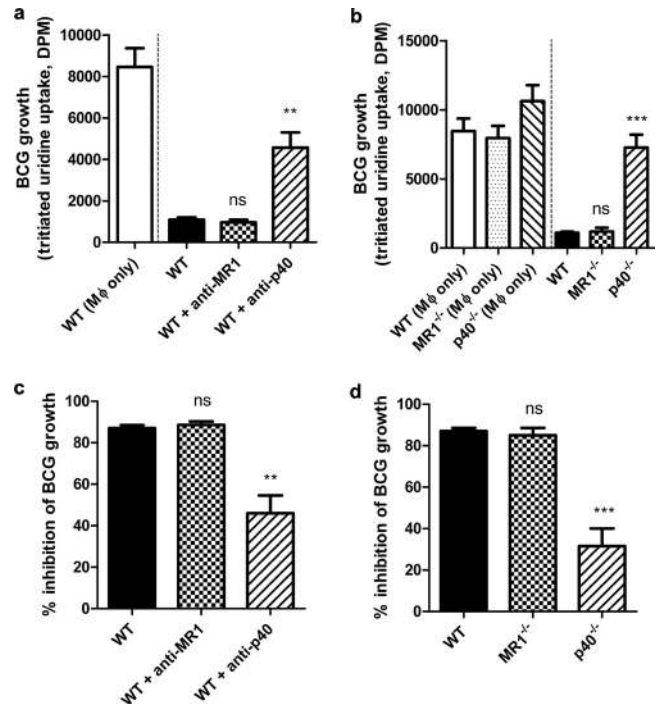 a
BCG growth
(tritiated uridine uptake, DPM)
10000
8000
6000
4000
2000
0
**
ns
WT (Mϕ only)
WT
WT + anti-MR1
WT + anti-p40
b
BCG growth
(tritiated uridine uptake, DPM)
15000
10000
5000
0
***
ns
WT (Mϕ only)
MR1-/- (Mϕ only)
p40-/- (Mϕ only)
WT
MR1-/-
p40-/-
c
% inhibition of BCG growth
100
80
60
40
20
0
ns
**
WT
WT + anti-MR1
WT + anti-p40
d
% inhibition of BCG growth
100
80
60
40
20
0
ns
***
WT
MR1-/-
p40-/-